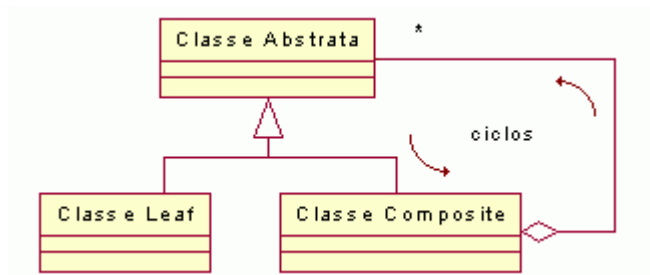 Classe Abstrata
*
ciclos
Classe Leaf
Classe Composite